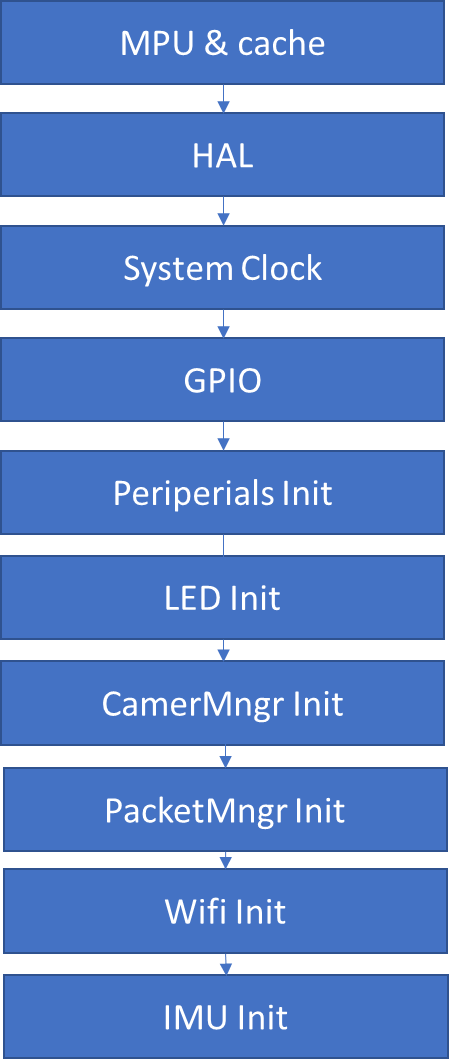 MPU & cache
HAL
System Clock
GPIO
Periperials Init
LED Init
CamerMngr Init
PacketMngr Init
Wifi Init
IMU Init